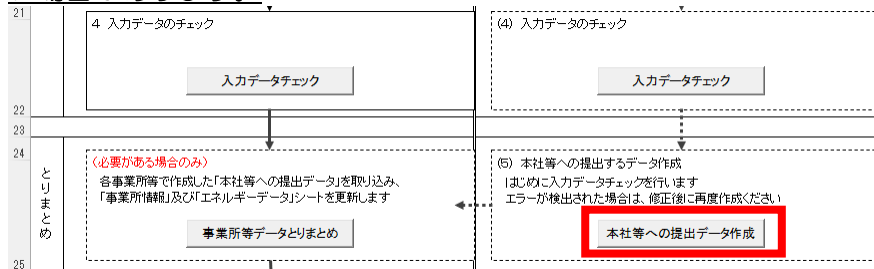 21
4 入力データのチェック
入力データチェック
(4) 入力データのチェック
入力データチェック
22
23
24
とりまとめ
(必要がある場合のみ)
各事業所等で作成した「本社等への提出データ」を取り込み、
「事業所情報」及び「エネルギーデータ」シートを更新します
事業所等データとりまとめ
(5) 本社等への提出するデータ作成
はじめに入力データチェックを行います
エラーが検出された場合は、修正後に再度作成ください
本社等への提出データ作成
25